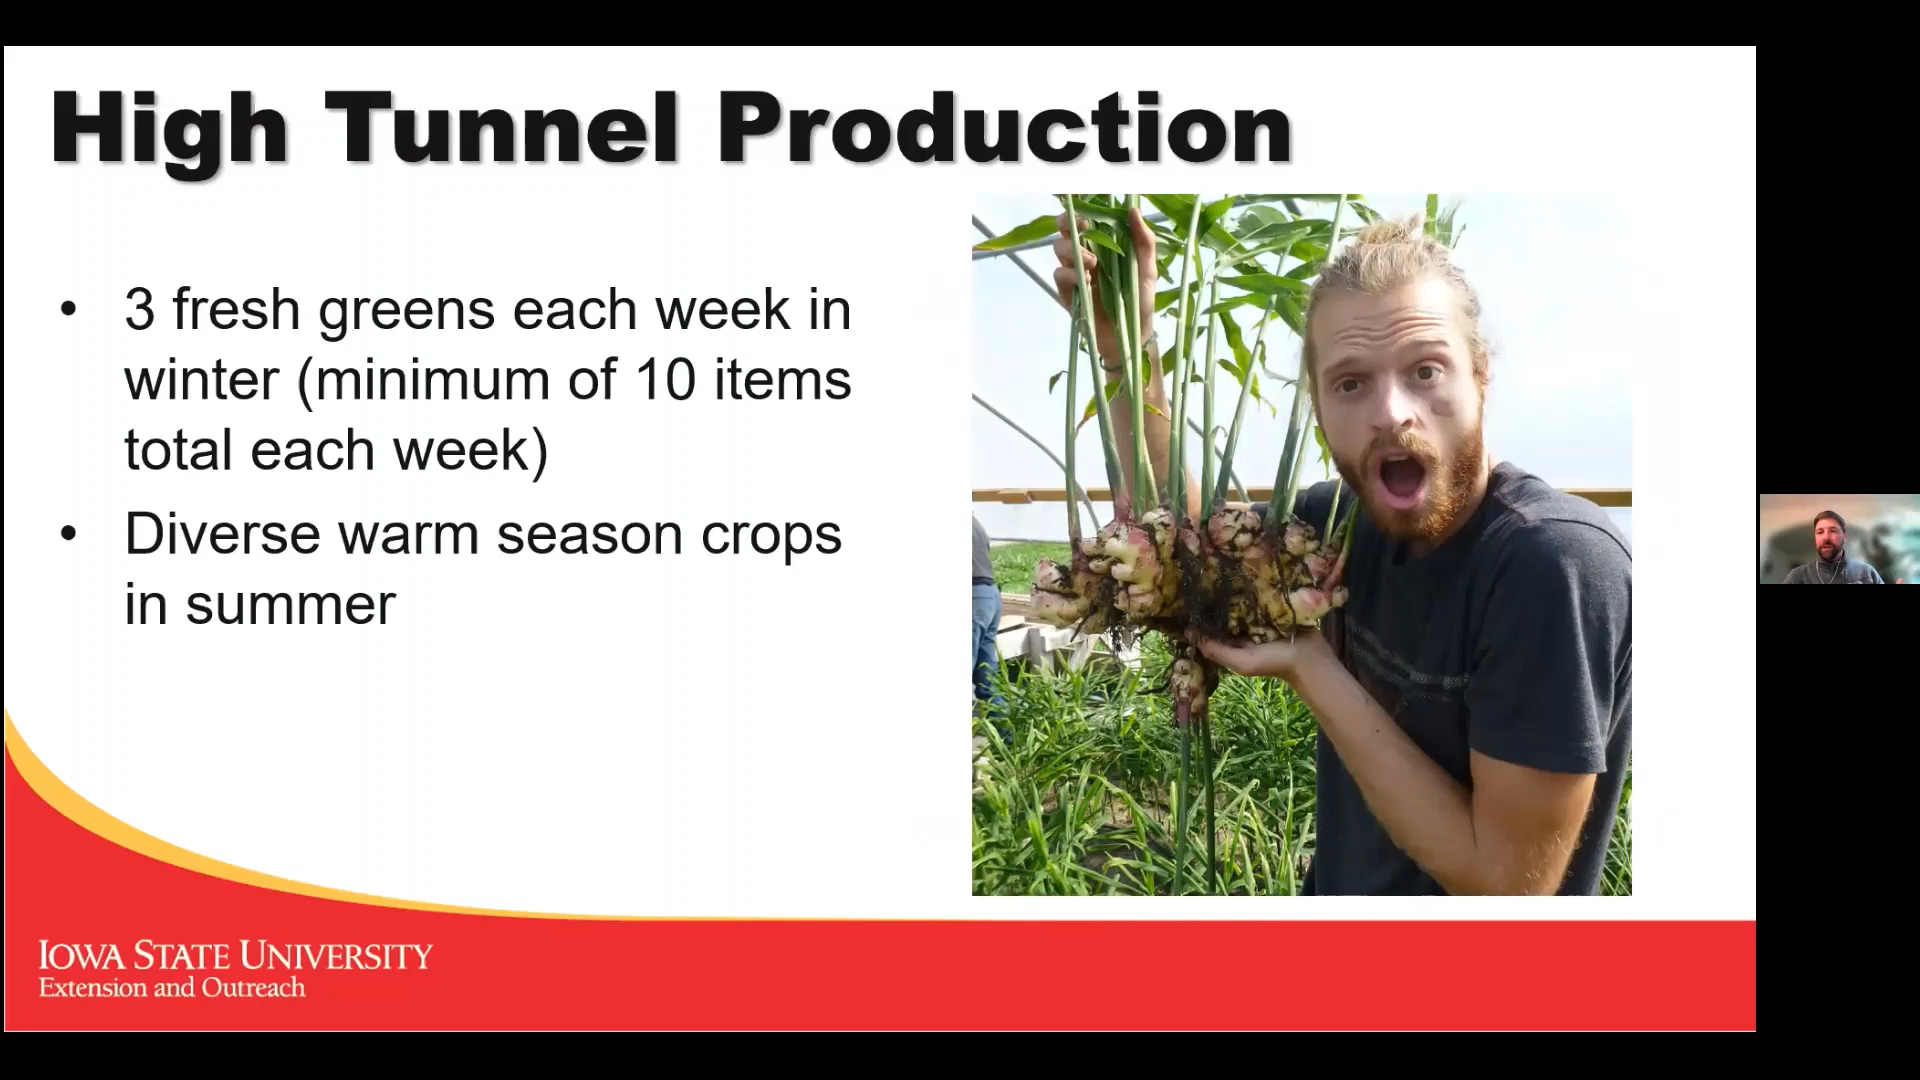 High Tunnel Production
• 3 fresh greens each week in
winter (minimum of 10 items
total each week)
• Diverse warm season crops
in summer
IOWA STATE UNIVERSITY
Extension and Outreach